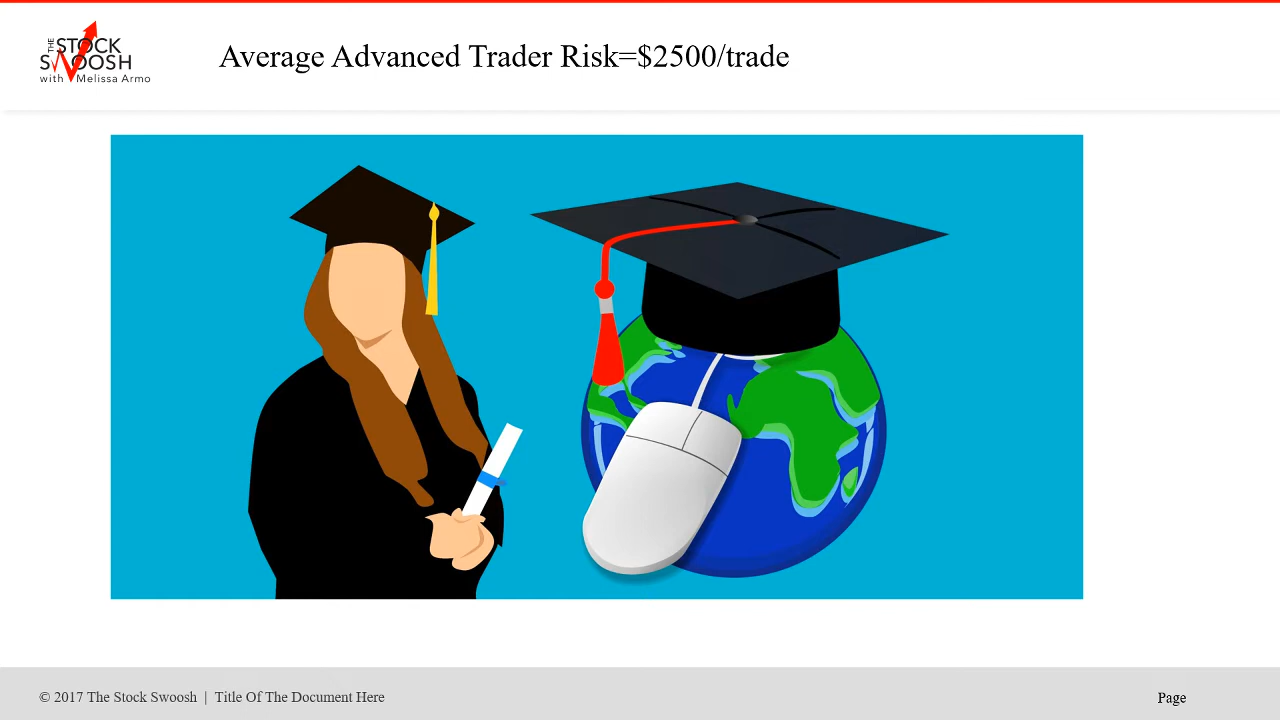 THE STOCK
SWOOSH
with Melissa Armo
Average Advanced Trader Risk=$2500/trade
© 2017 The Stock Swoosh | Title Of The Document Here
Page